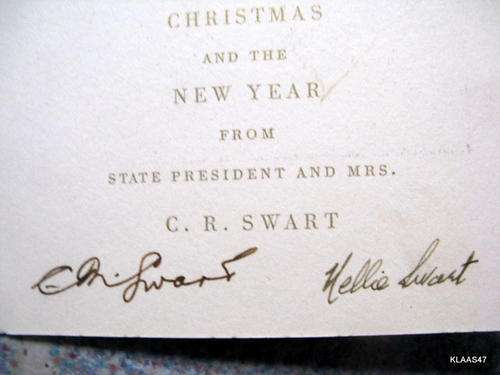 CHRISTMAS
AND THE
NEW YEAR
FROM
STATE PRESIDENT AND MRS.
C. R. SWART
C. R. Swart Nellie Swart
KLAAS47